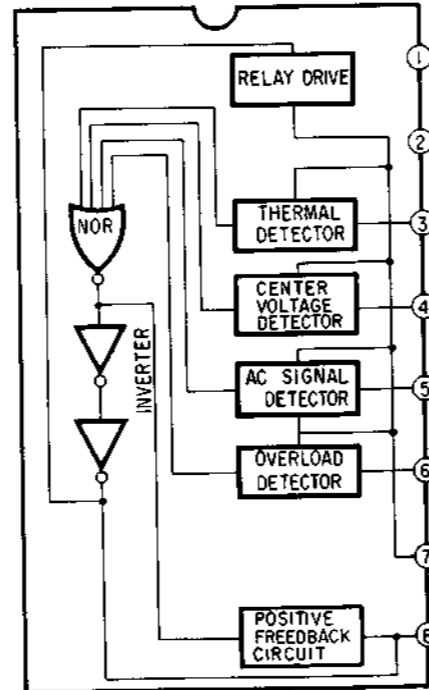 RELAY DRIVE
1
2
NOR
THERMAL
DETECTOR
3
CENTER
VOLTAGE
DETECTOR
4
INVERTER
AC SIGNAL
DETECTOR
5
OVERLOAD
DETECTOR
6
7
POSITIVE
FREEDBACK
CIRCUIT
8